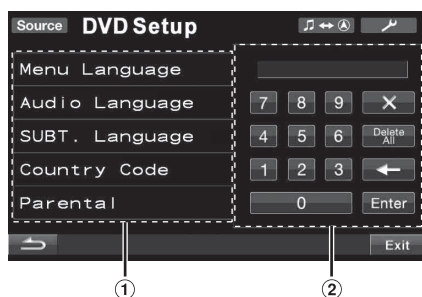 Source DVD Setup
Menu Language
Audio Language
SUBT. Language
Country Code
Parental
7 8 9
4 5 6 Delete All
1 2 3
0 Enter
Exit
① ②